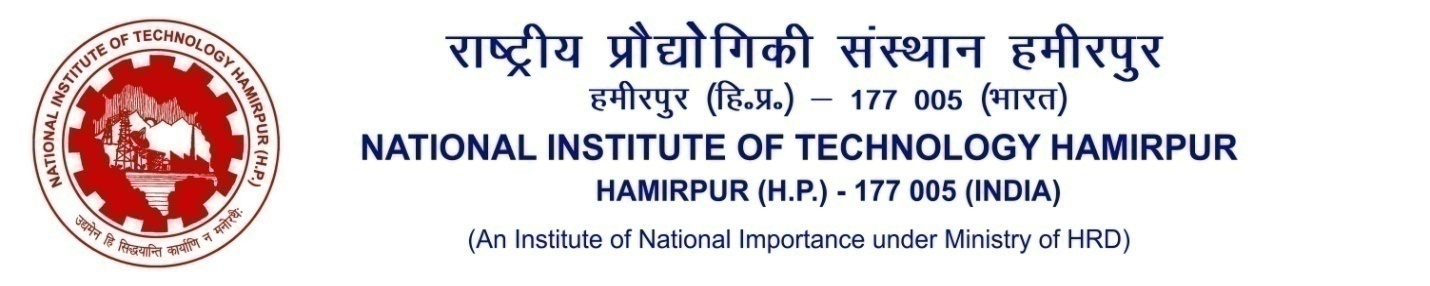 NATIONAL INSTITUTE OF TECHNOLOGY HAMIRPUR (H.P.)
उद्यमेन हि सिद्धयान्ति कार्याणि न मनोरथैः
राष्ट्रीय प्रौद्योगिकी संस्थान हमीरपुर
हमीरपुर (हि॰प्र॰) – 177 005 (भारत)
NATIONAL INSTITUTE OF TECHNOLOGY HAMIRPUR
HAMIRPUR (H.P.) - 177 005 (INDIA)
(An Institute of National Importance under Ministry of HRD)